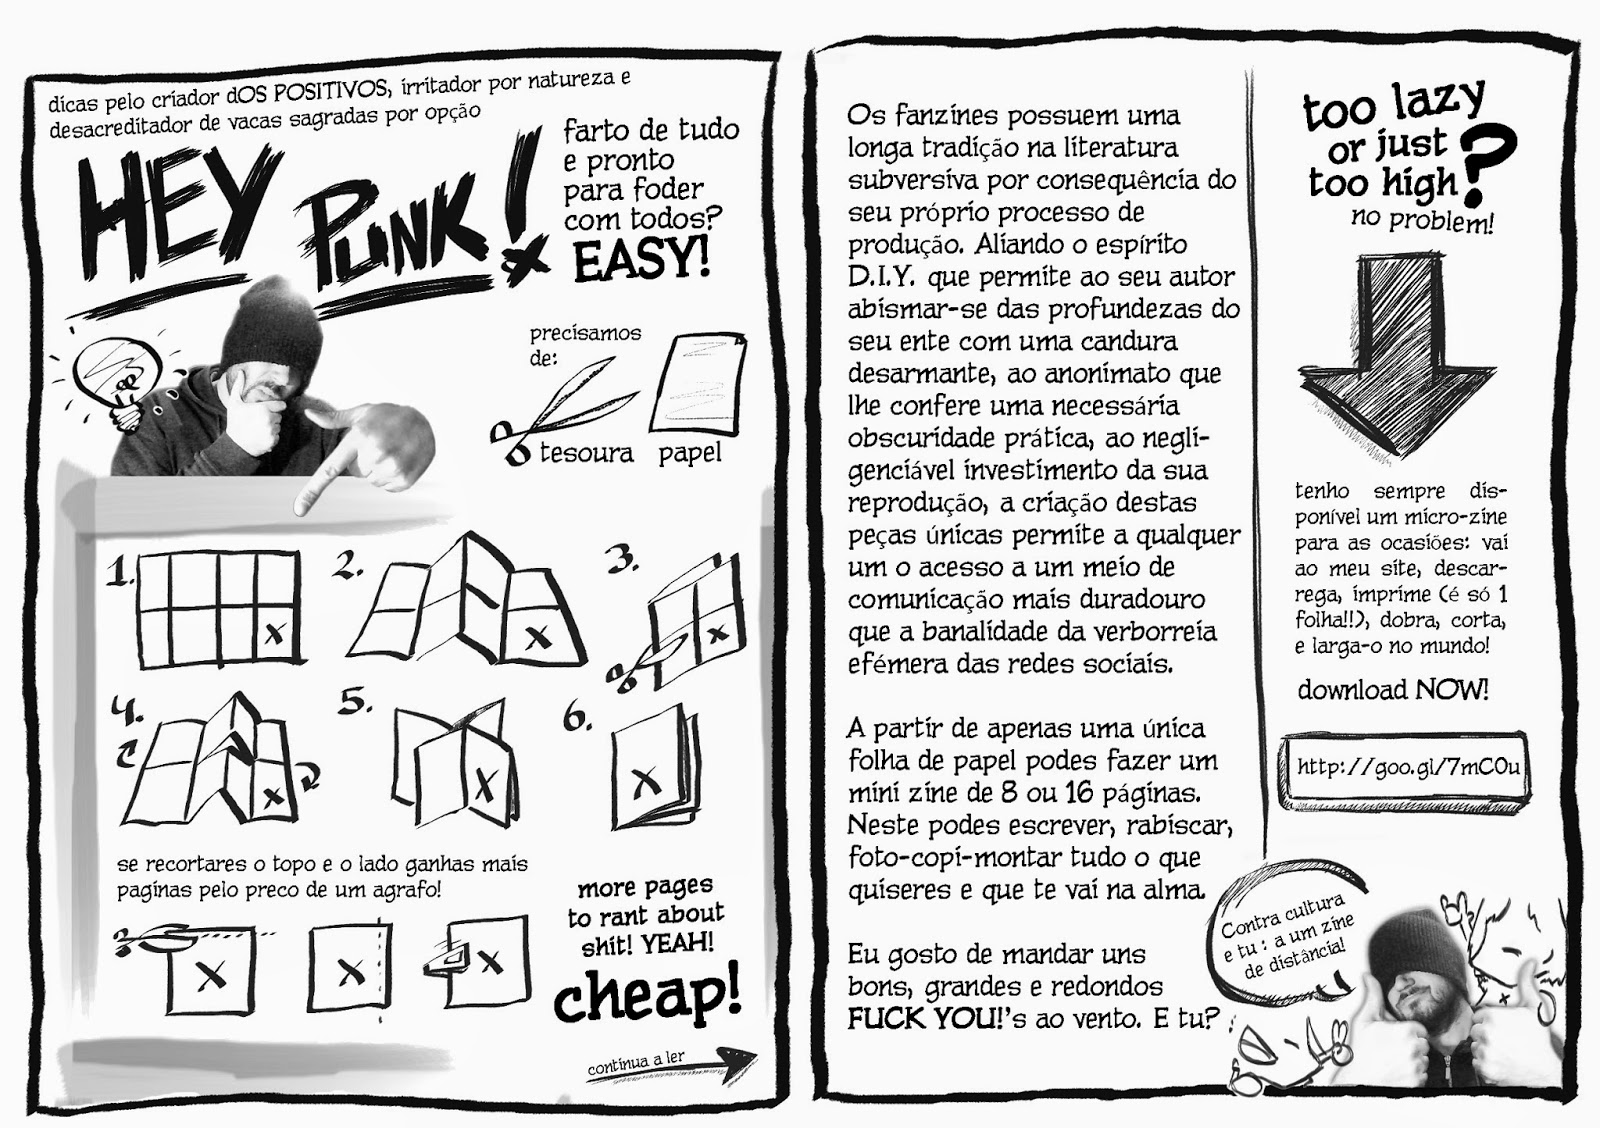 dicas pelo criador dOS POSITIVOS, irritador por natureza e
desacreditador de vacas sagradas por opção
HEY PUNK!
farto de tudo
e pronto
para foder
com todos?
EASY!
precisamos
de:
tesoura papel
1. 2. 3.
X X X
4. 5. 6.
X X X
se recortares o topo e o lado ganhas mais
paginas pelo preco de um agrafo!
X X X
more pages
to rant about
shit! YEAH!
cheap!
continua a ler
Os fanzines possuem uma
longa tradição na literatura
subversiva por consequência do
seu próprio processo de
produção. Aliando o espírito
D.I.Y. que permite ao seu autor
abismar-se das profundezas do
seu ente com uma candura
desarmante, ao anonimato que
lhe confere uma necessária
obscuridade prática, ao negli-
genciável investimento da sua
reprodução, a criação destas
peças únicas permite a qualquer
um o acesso a um meio de
comunicação mais duradouro
que a banalidade da verborreia
efémera das redes sociais.
A partir de apenas uma única
folha de papel podes fazer um
mini zine de 8 ou 16 páginas.
Neste podes escrever, rabiscar,
foto-copi-montar tudo o que
quiseres e que te vai na alma.
Eu gosto de mandar uns
bons, grandes e redondos
FUCK YOU!'s ao vento. E tu?
too lazy
or just
too high?
no problem!
tenho sempre dis-
ponível um micro-zine
para as ocasiões: vai
ao meu site, descar-
rega, imprime (é só 1
folha!!), dobra, corta,
e larga-o no mundo!
download NOW!
http://goo.gl/7mC0u
Contra cultura
e tu : a um zine
de distância!